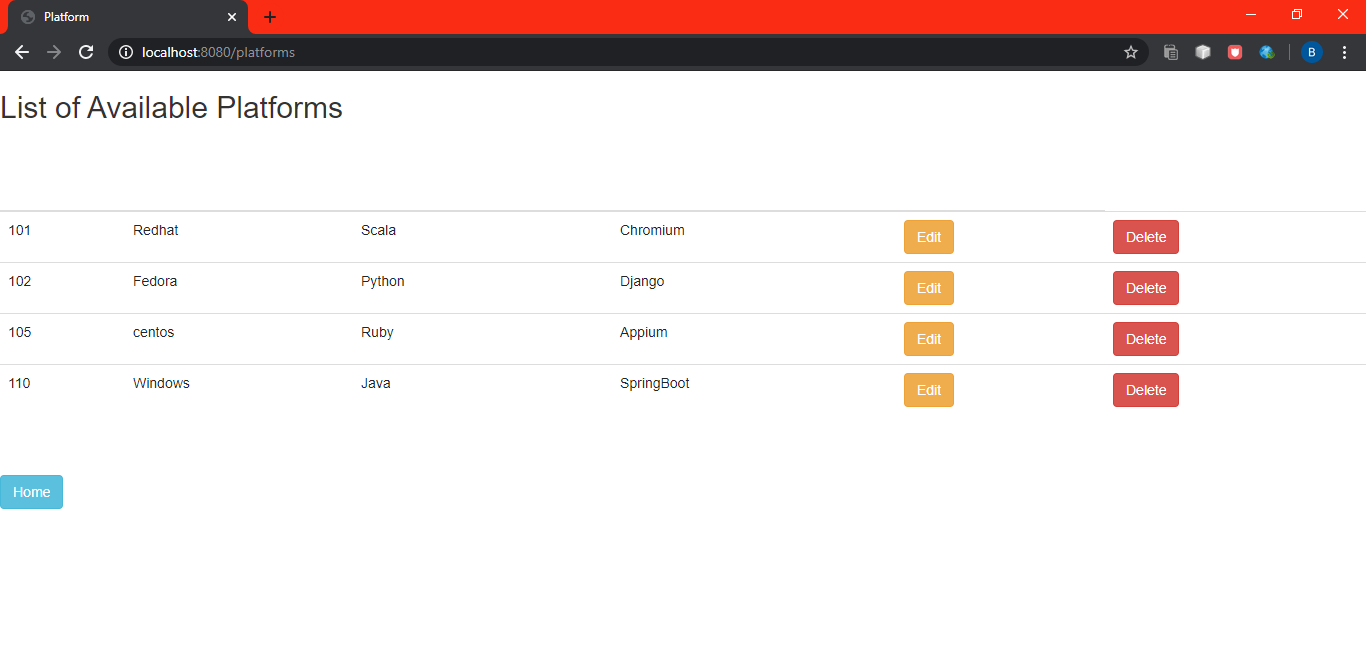 Platform
localhost:8080/platforms
B
List of Available Platforms
101 Redhat Scala Chromium Edit Delete
102 Fedora Python Django Edit Delete
105 centos Ruby Appium Edit Delete
110 Windows Java SpringBoot Edit Delete
Home